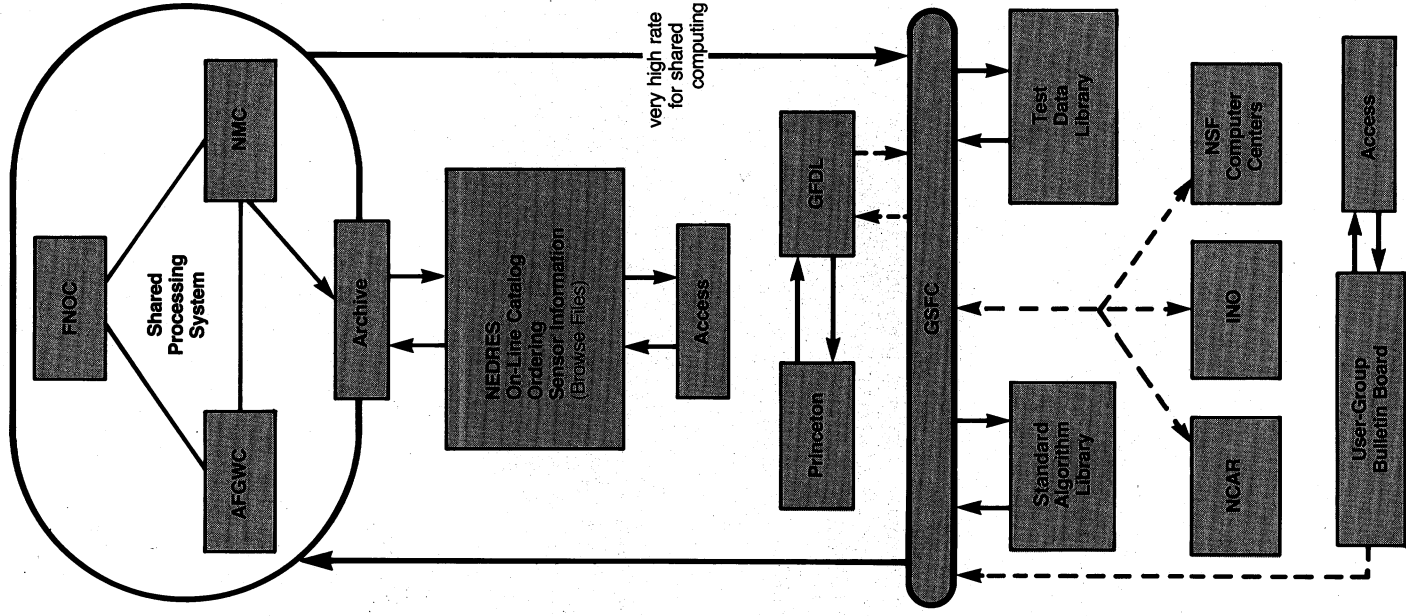 FNOC
Shared
Processing
System
AFGWC
NMC
Archive
NEDRES
On-Line Catalog
Ordering
Sensor Information
(Browse Files)
Access
very high rate
for shared
computing
Princeton
GFDL
GSFC
Standard
Algorithm
Library
Test
Data
Library
NCAR
INO
NSF
Computer
Centers
User-Group
Bulletin Board
Access